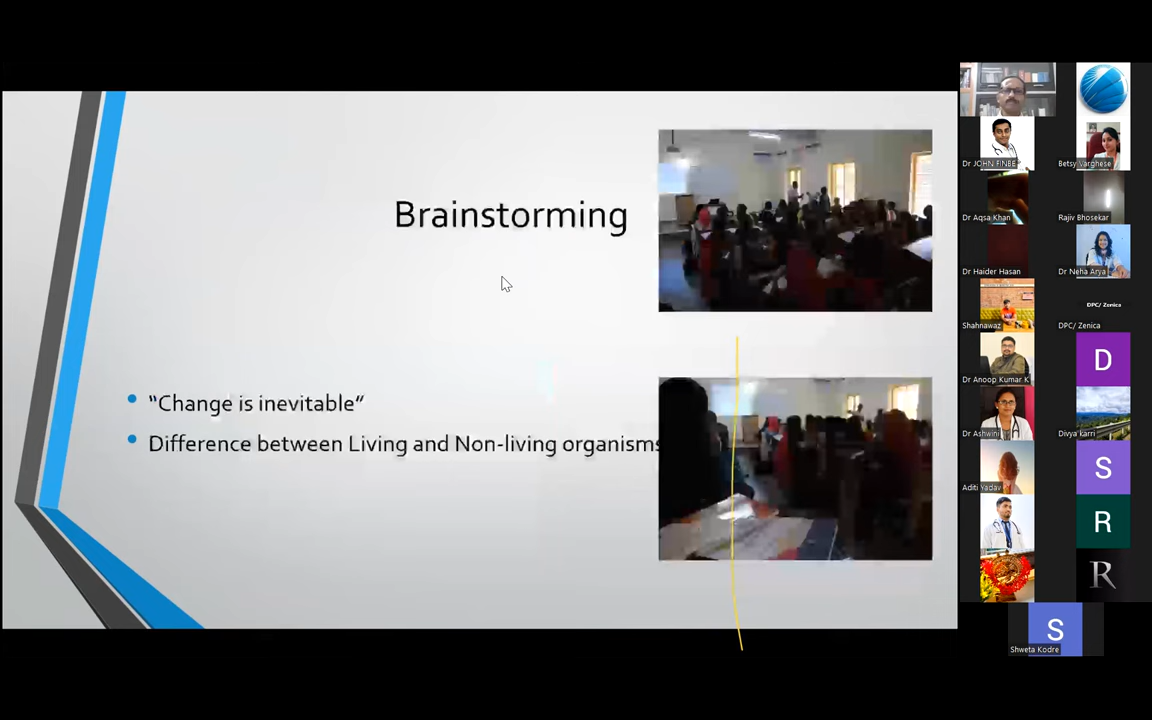 Brainstorming
• "Change is inevitable"
• Difference between Living and Non-living organisms
Dr JOHN FINBE
Betsy Varghese
Dr Aqsa Khan
Rajiv Bhosekar
Dr Haider Hasan
Dr Neha Arya
Shahnawaz
DPC/ Zenica
DPC/ Zenica
Dr Anoop Kumar K
D
Dr Ashwini
Divya karri
Aditi Yadav
S
R
R
S
Shweta Kodre